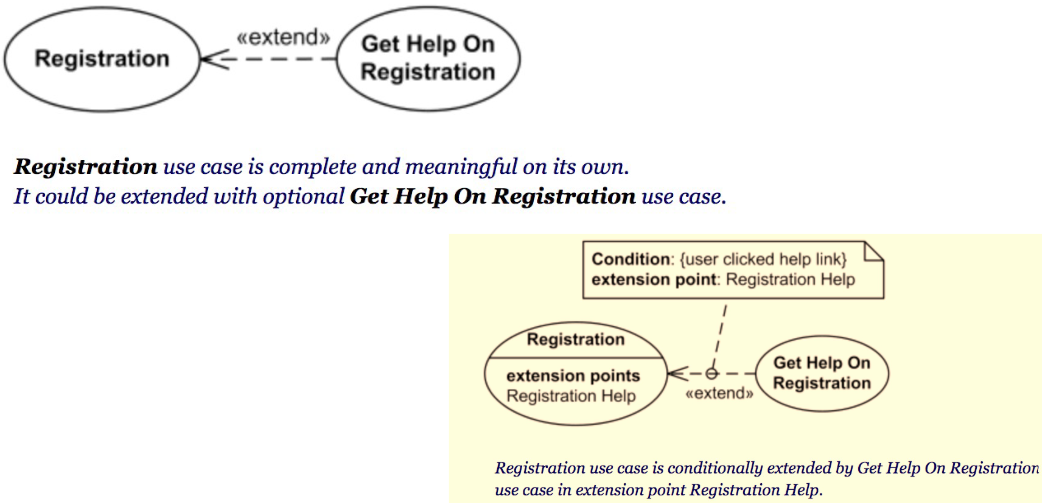 Registration
«extend»
Get Help On
Registration
Registration use case is complete and meaningful on its own.
It could be extended with optional Get Help On Registration use case.
Condition: {user clicked help link}
extension point: Registration Help
Registration
extension points
Registration Help
«extend»
Get Help On
Registration
Registration use case is conditionally extended by Get Help On Registration
use case in extension point Registration Help.